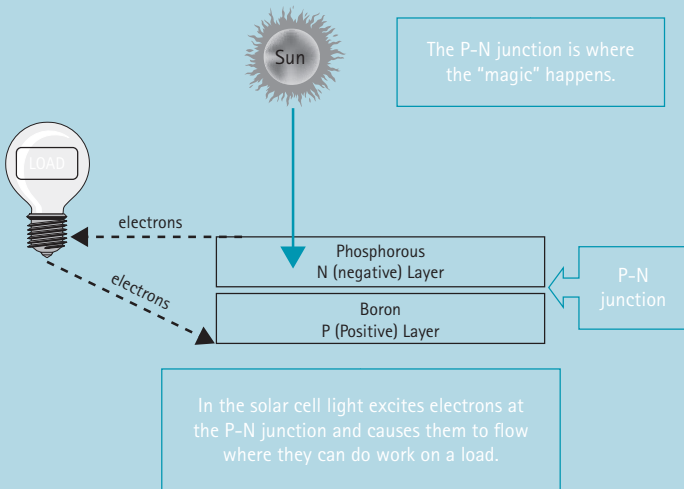 Sun
The P-N junction is where
the “magic” happens.
LOAD
electrons
electrons
Phosphorous
N (negative) Layer
Boron
P (Positive) Layer
P-N
junction
In the solar cell light excites electrons at
the P-N junction and causes them to flow
where they can do work on a load.